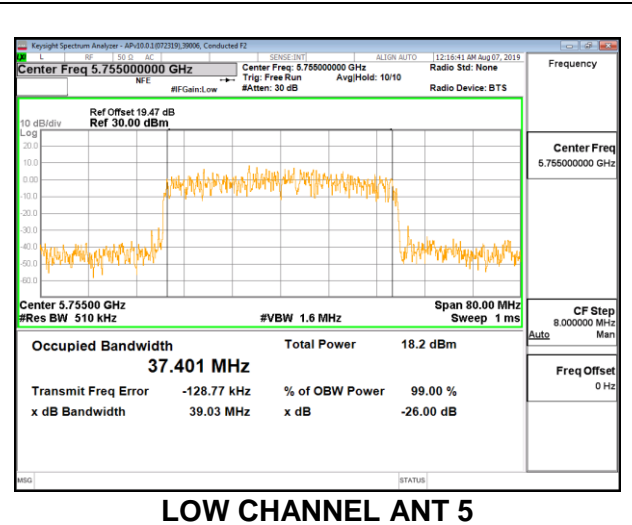 Keysight Spectrum Analyzer - APv10.0.1(072319),39006, Conducted F2
L RF 50 Ω AC SENSE:INT ALIGN AUTO 12:16:41 AM Aug 07, 2019
Center Freq 5.755000000 GHz Center Freq: 5.755000000 GHz Radio Std: None Frequency
NFE Trig: Free Run Avg|Hold: 10/10
#IFGain:Low #Atten: 30 dB Radio Device: BTS
Ref Offset 19.47 dB
10 dB/div Ref 30.00 dBm
Log
20.0
10.0
0.00
-10.0
-20.0
-30.0
-40.0
-50.0
-60.0
Center Freq
5.755000000 GHz
Center 5.75500 GHz Span 80.00 MHz
#Res BW 510 kHz #VBW 1.6 MHz Sweep 1 ms
CF Step
8.000000 MHz
Auto Man
Occupied Bandwidth Total Power 18.2 dBm
37.401 MHz
Freq Offset
0 Hz
Transmit Freq Error -128.77 kHz % of OBW Power 99.00 %
x dB Bandwidth 39.03 MHz x dB -26.00 dB
MSG STATUS
LOW CHANNEL ANT 5